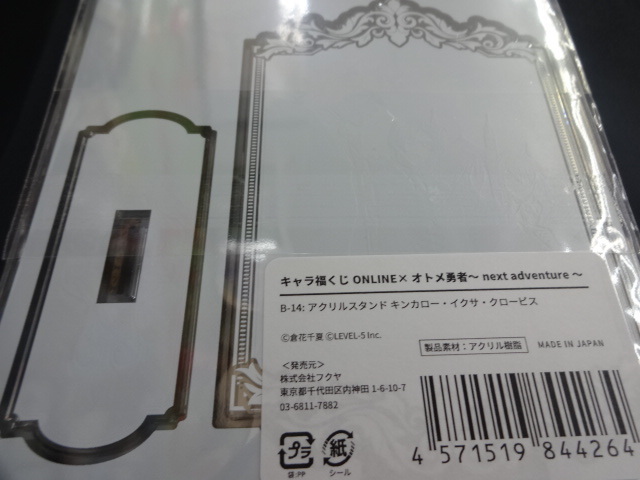 キャラ福くじ ONLINE× オトメ勇者～ next adventure ～
B-14: アクリルスタンド キンカロー・イクサ・クロービス
Ⓒ倉花千夏 ⒸLEVEL-5 Inc.
製品素材：アクリル樹脂 MADE IN JAPAN
＜発売元＞
株式会社フクヤ
東京都千代田区内神田 1-6-10-7
03-6811-7882
プラ 紙
袋:PP シール
4 571519 844264